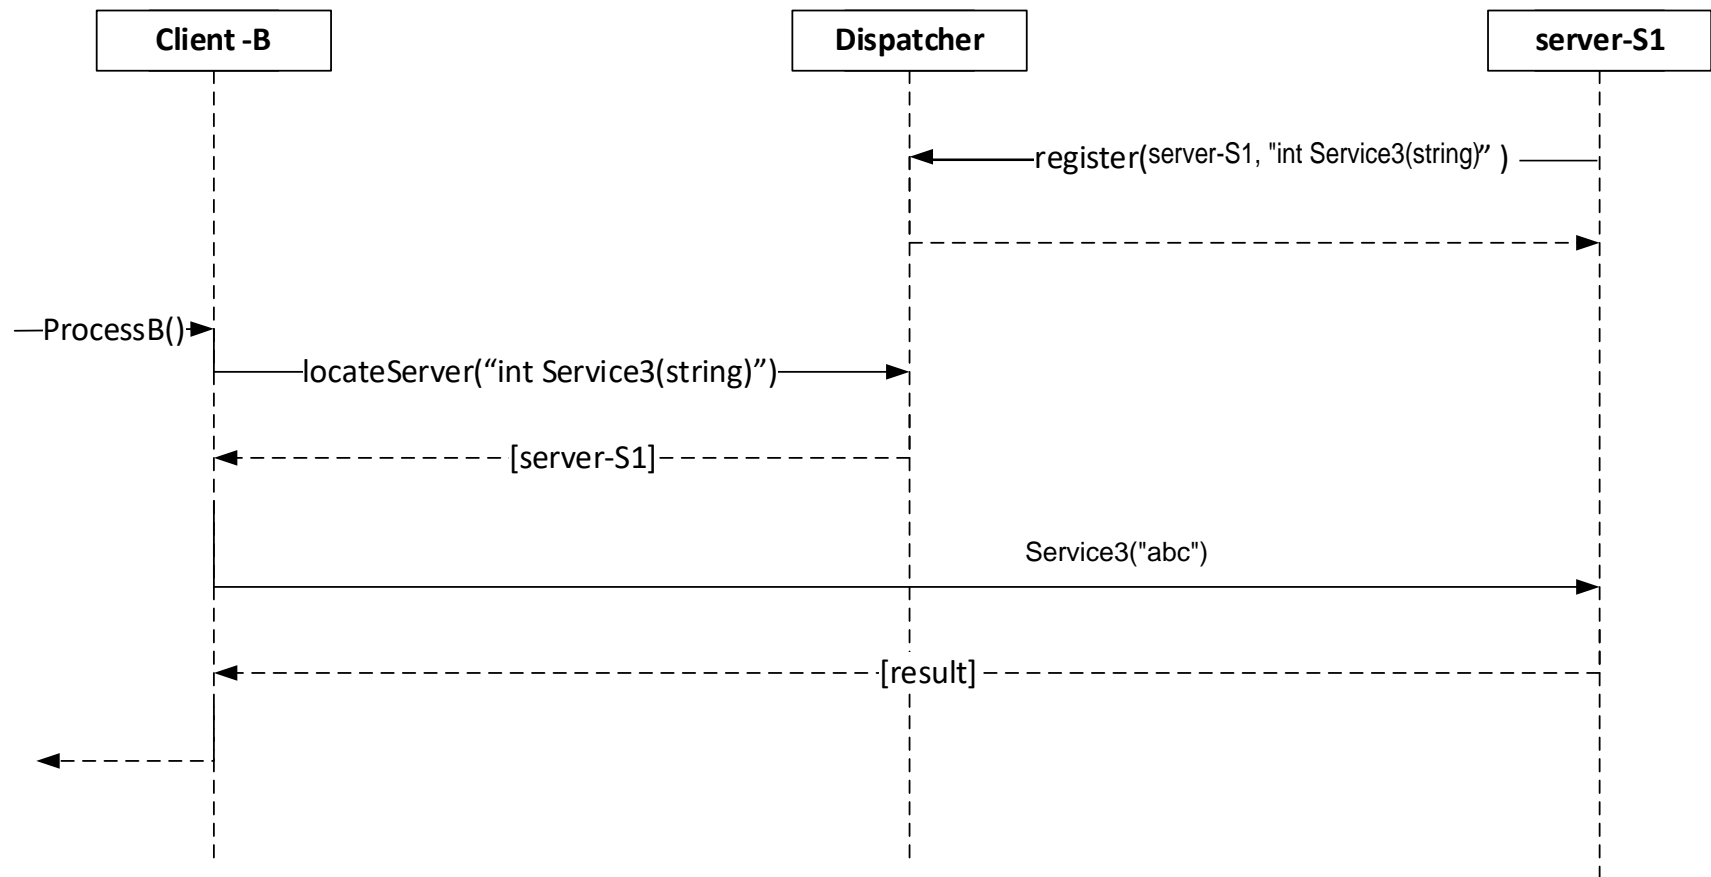 Client -B
Dispatcher
server-S1
register(server-S1, "int Service3(string)” )
ProcessB()
locateServer(“int Service3(string)”)
[server-S1]
Service3("abc")
[result]